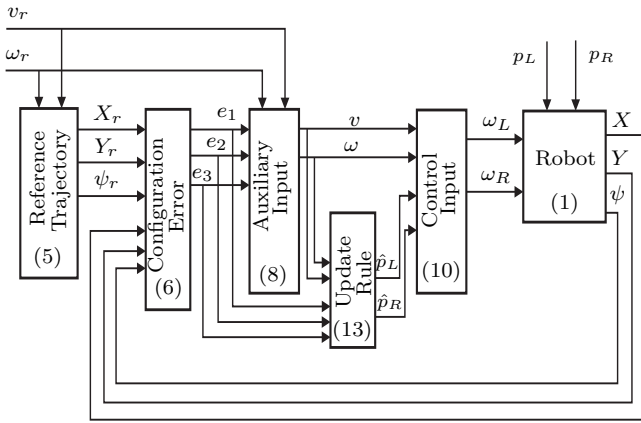 v_r
ω_r
p_L
p_R
X_r
Y_r
ψ_r
e_1
e_2
e_3
v
ω
ω_L
ω_R
X
Y
ψ
Reference
Trajectory
(5)
Configuration
Error
(6)
Auxiliary
Input
(8)
Update
Rule
(13)
p̂_L
p̂_R
Control
Input
(10)
Robot
(1)